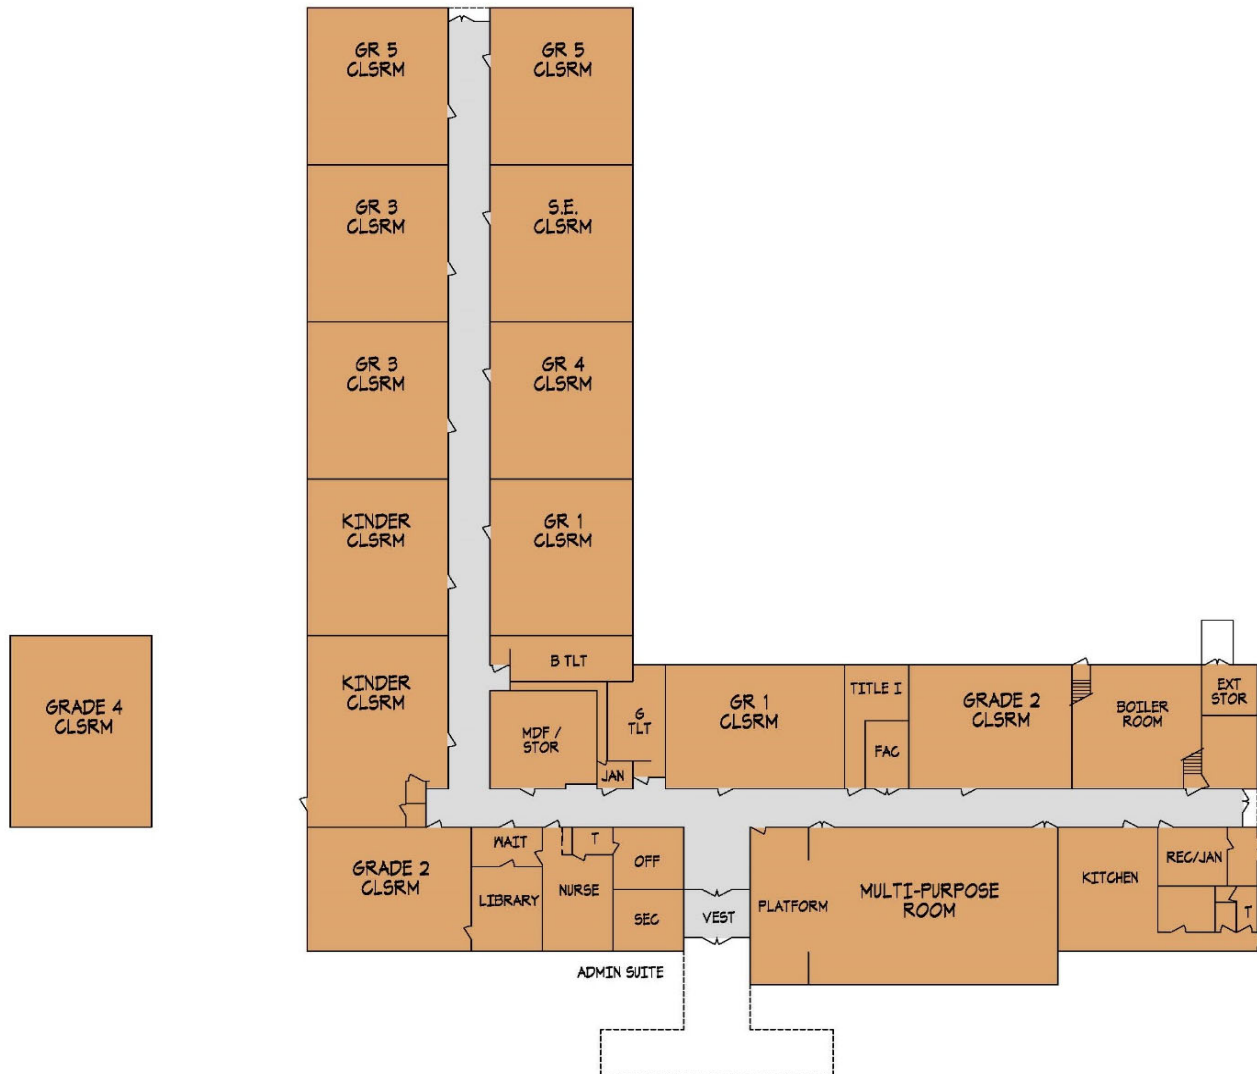 GR 5
CLSRM
GR 5
CLSRM
GR 3
CLSRM
S.E.
CLSRM
GR 3
CLSRM
GR 4
CLSRM
KINDER
CLSRM
GR 1
CLSRM
B TLT
KINDER
CLSRM
GRADE 4
CLSRM
MDF /
STOR
G
TLT
JAN
GR 1
CLSRM
TITLE I
FAC
GRADE 2
CLSRM
BOILER
ROOM
EXT
STOR
GRADE 2
CLSRM
WAIT
LIBRARY
NURSE
T
OFF
SEC
VEST
PLATFORM
MULTI-PURPOSE
ROOM
KITCHEN
REC/JAN
T
ADMIN SUITE